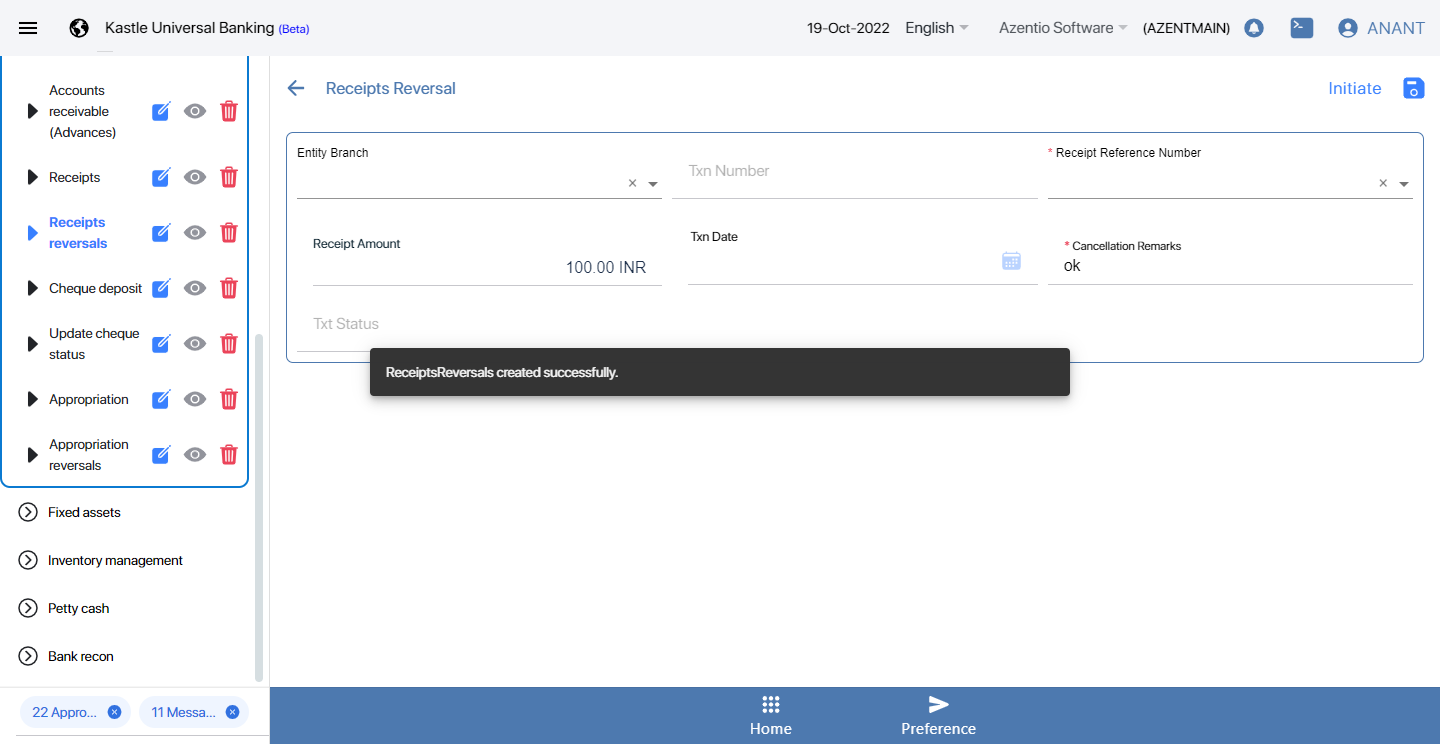 Kastle Universal Banking (Beta)
19-Oct-2022
English
Azentio Software
(AZENTMAIN)
ANANT
Accounts
receivable
(Advances)
Receipts
Receipts
reversals
Cheque deposit
Update cheque
status
Appropriation
Appropriation
reversals
Fixed assets
Inventory management
Petty cash
Bank recon
22 Appro...
11 Messa...
Receipts Reversal
Initiate
Entity Branch
Txn Number
* Receipt Reference Number
Receipt Amount
100.00 INR
Txn Date
* Cancellation Remarks
ok
Txt Status
ReceiptsReversals created successfully.
Home
Preference